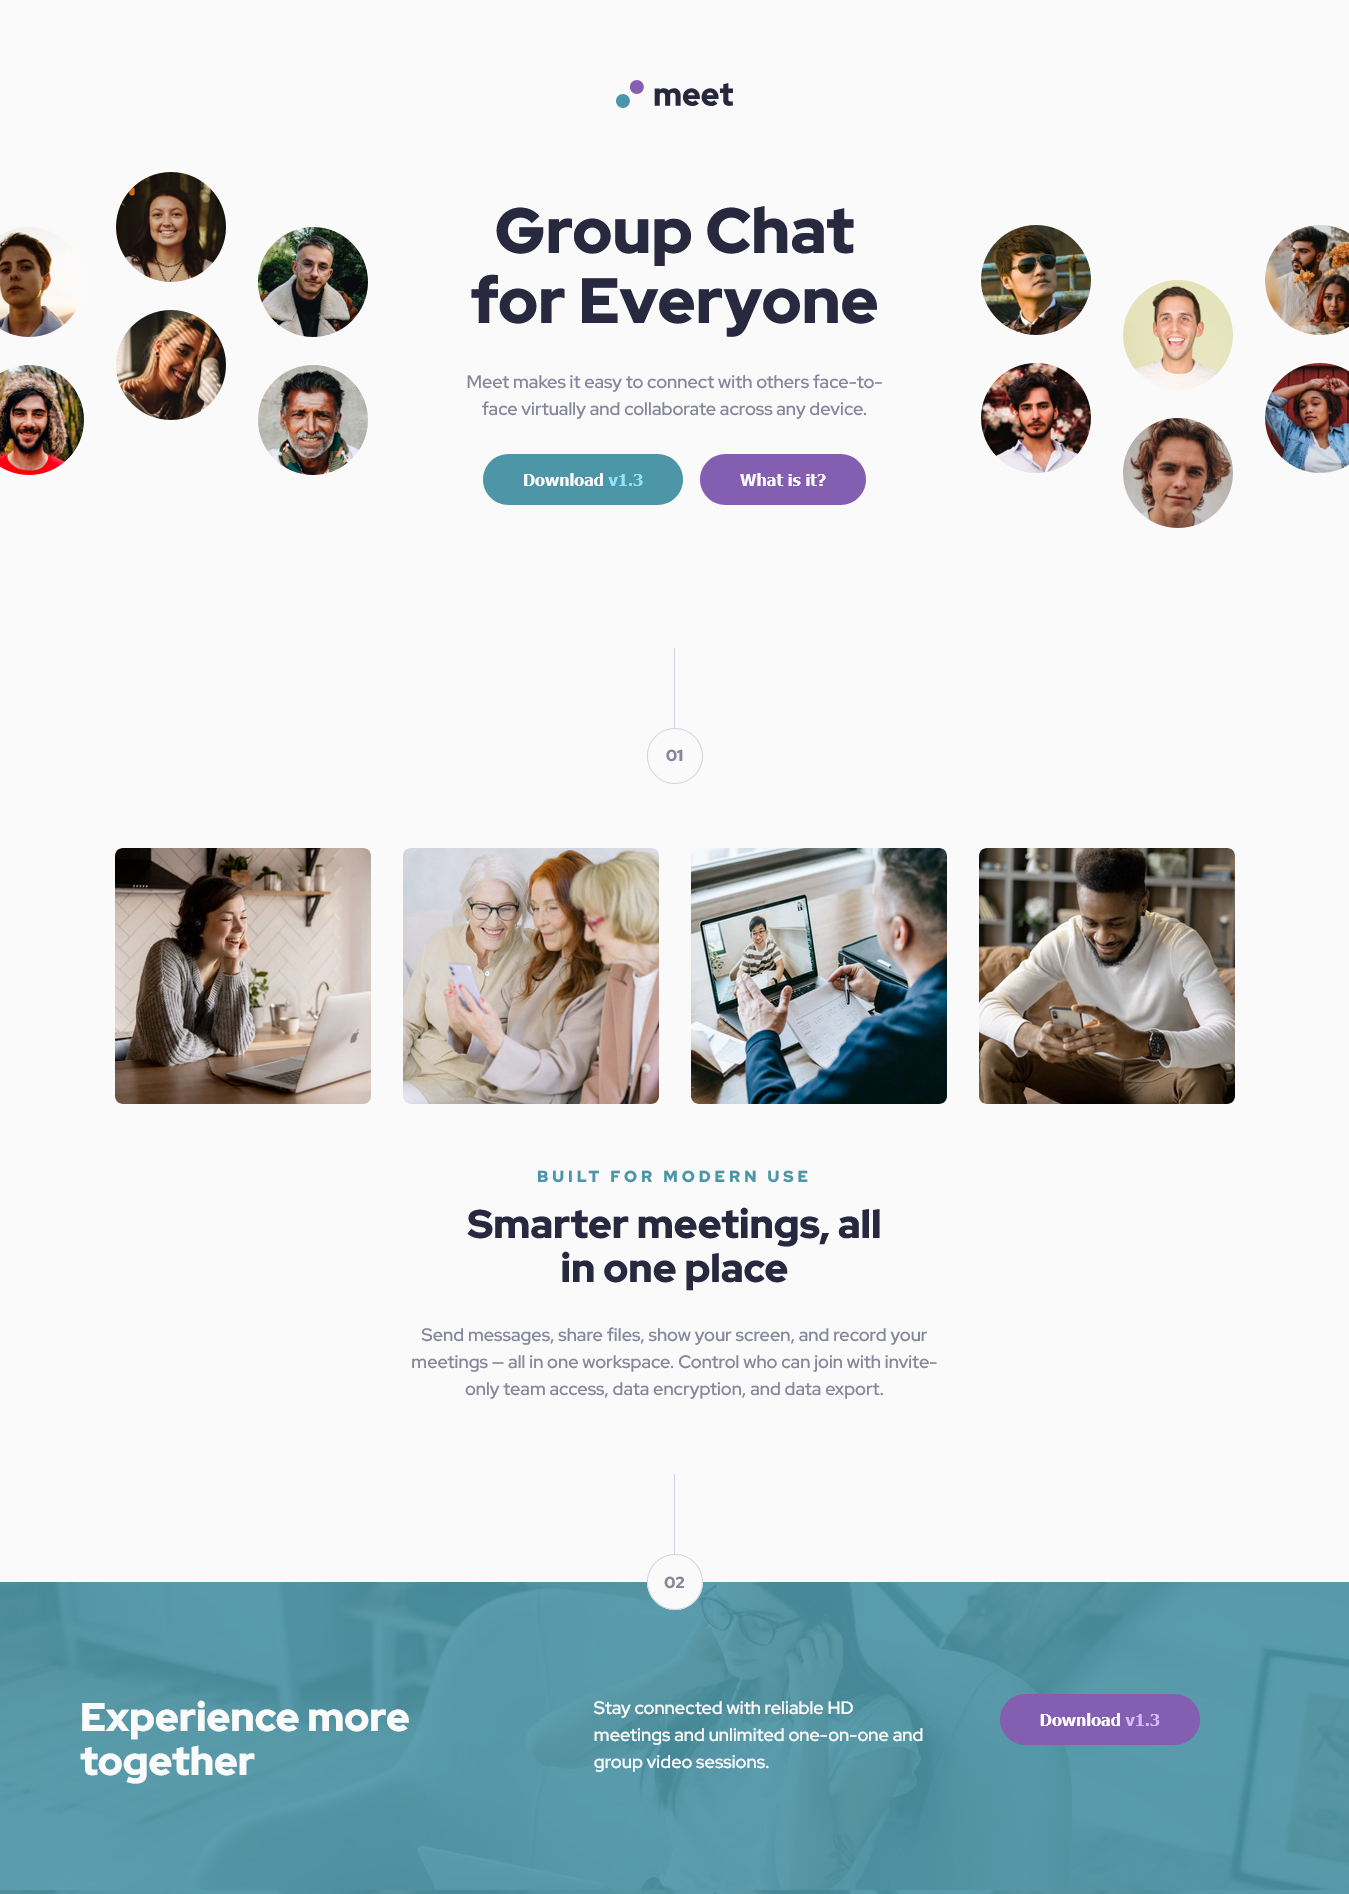 meet
Group Chat
for Everyone
Meet makes it easy to connect with others face-to-
face virtually and collaborate across any device.
Download v1.3
What is it?
01
BUILT FOR MODERN USE
Smarter meetings, all
in one place
Send messages, share files, show your screen, and record your
meetings — all in one workspace. Control who can join with invite-
only team access, data encryption, and data export.
02
Experience more
together
Stay connected with reliable HD
meetings and unlimited one-on-one and
group video sessions.
Download v1.3